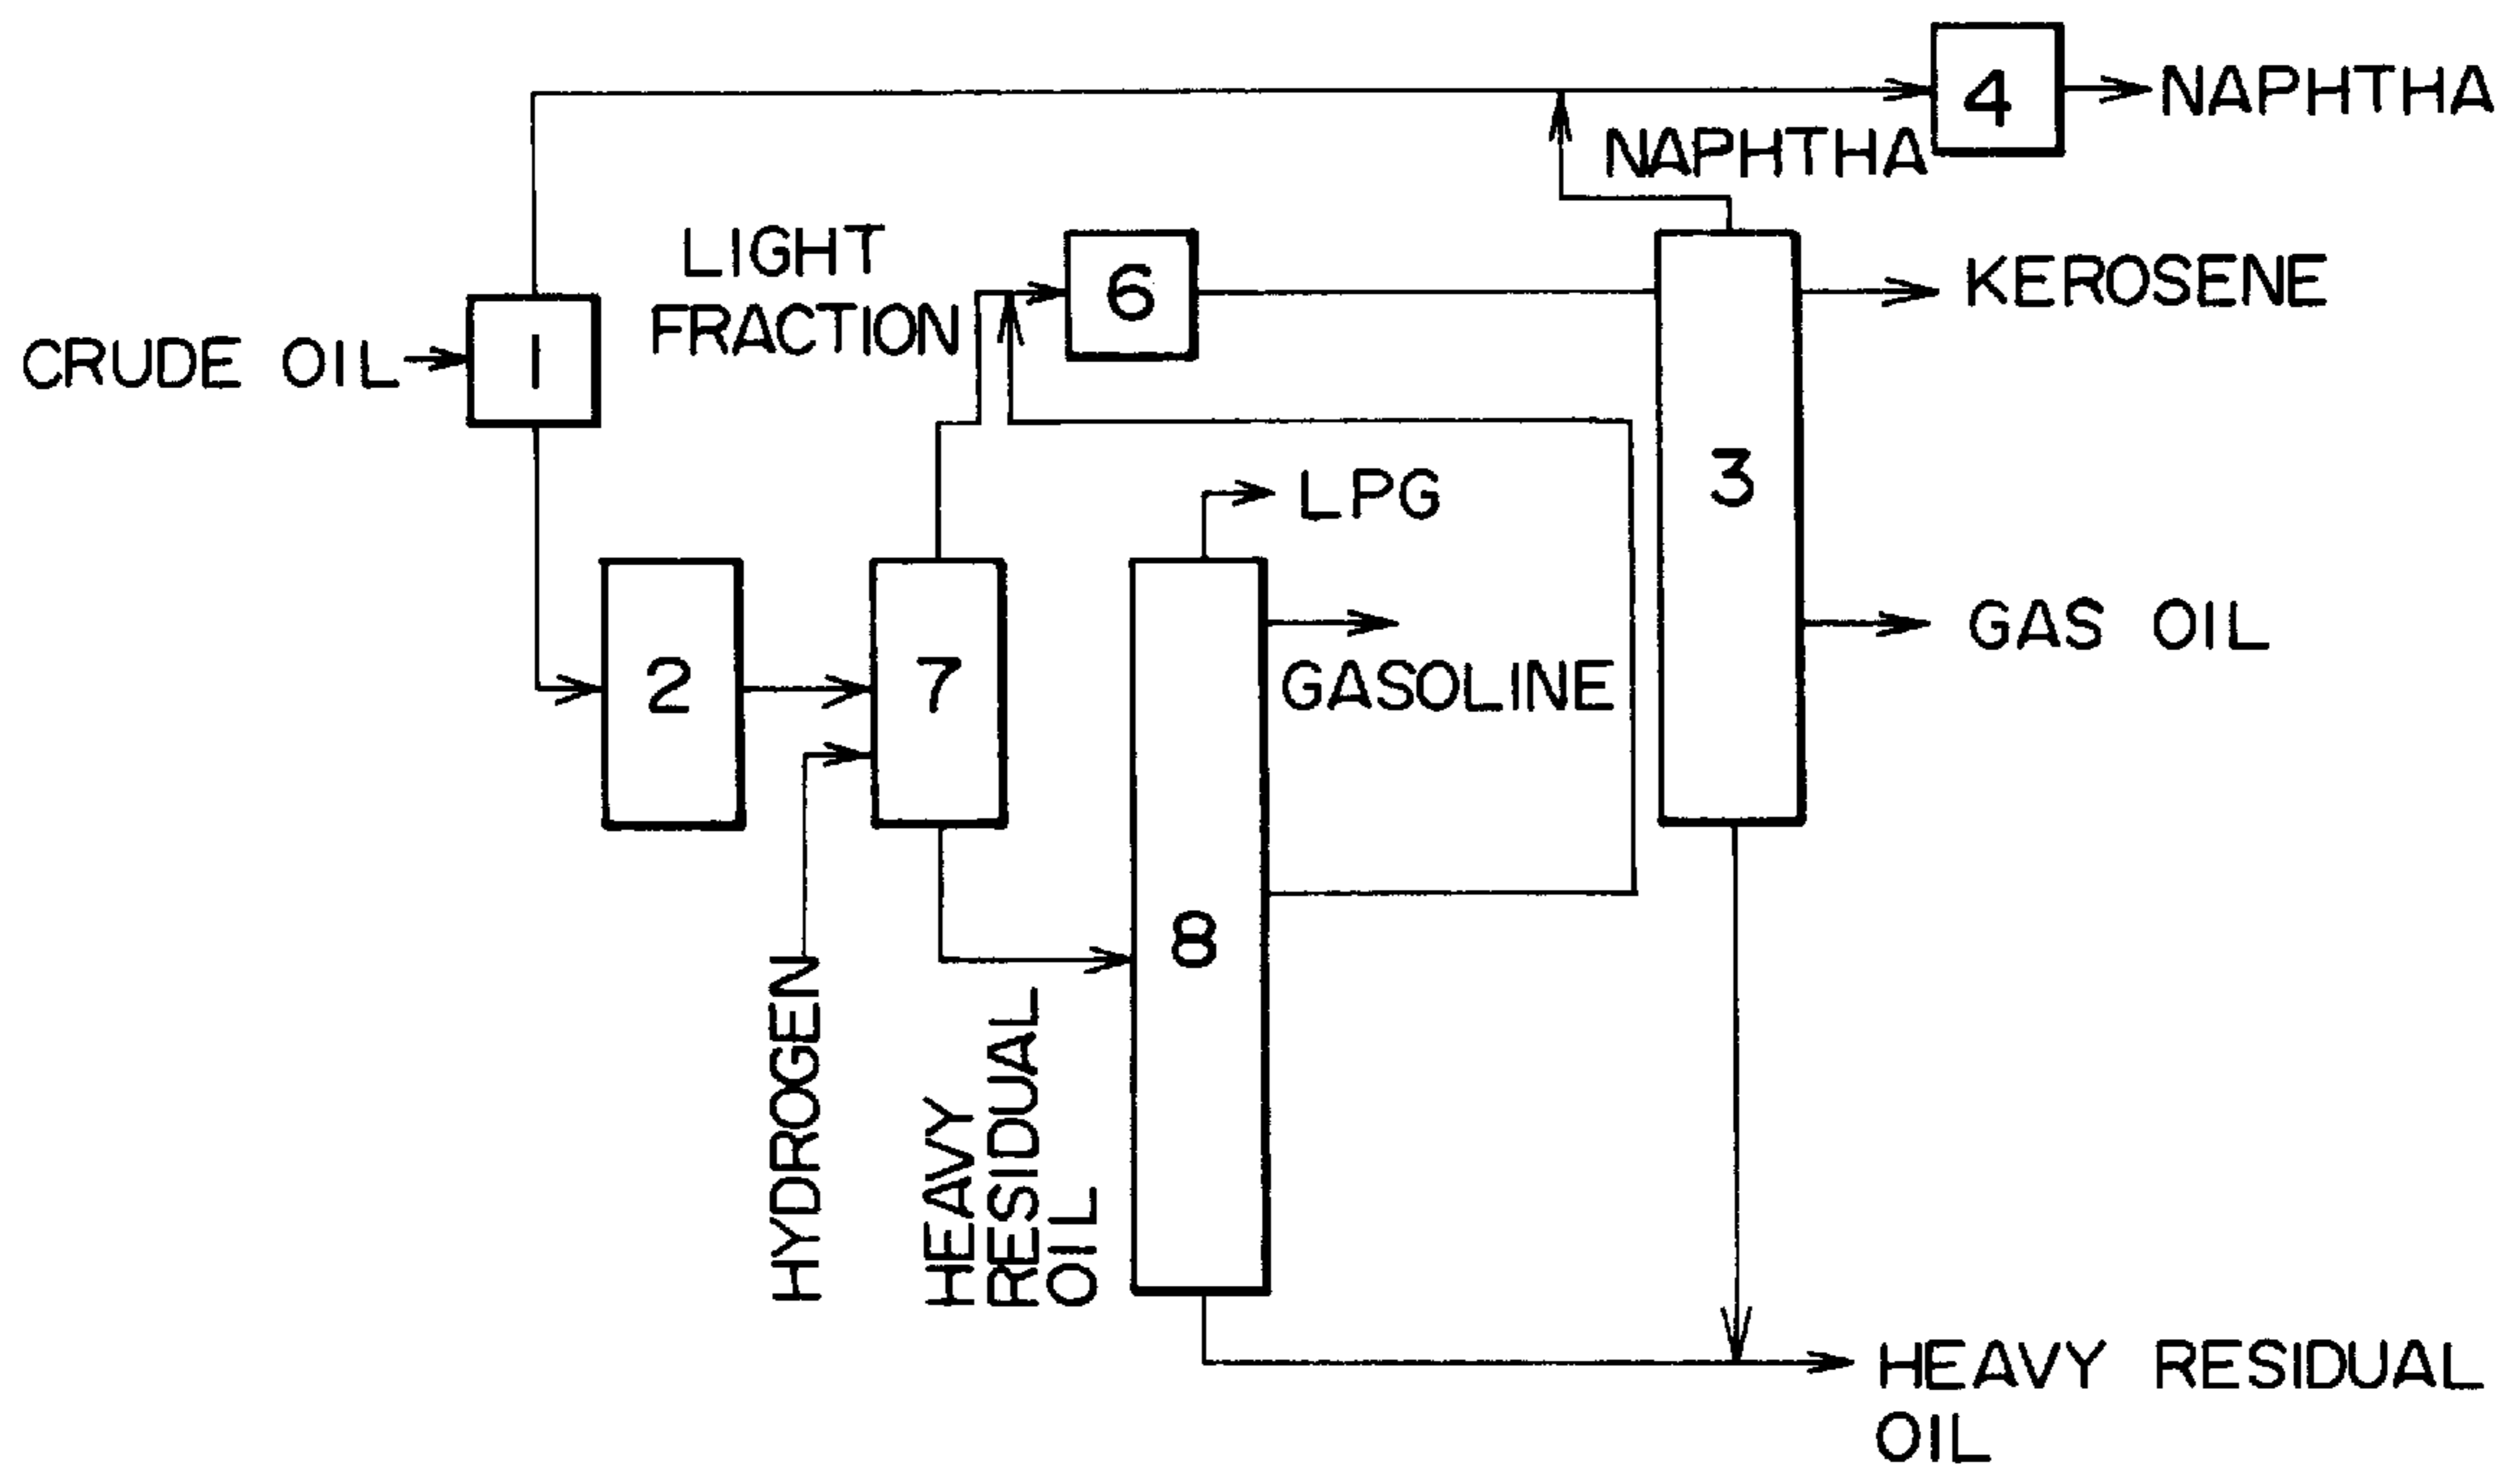 4
NAPHTHA
NAPHTHA
LIGHT
FRACTION
6
KEROSENE
CRUDE OIL
1
3
LPG
GAS OIL
2
7
GASOLINE
8
HYDROGEN
HEAVY
RESIDUAL
OIL
HEAVY RESIDUAL
OIL